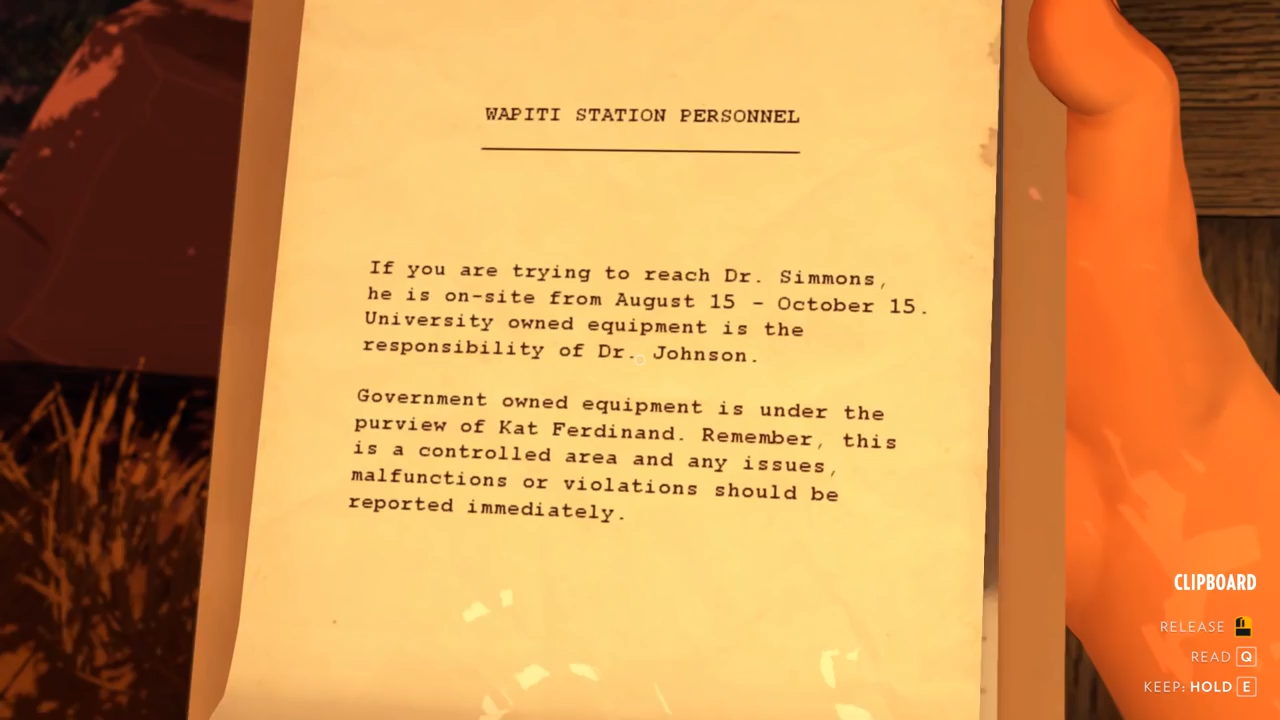 WAPITI STATION PERSONNEL
If you are trying to reach Dr. Simmons,
he is on-site from August 15 - October 15.
University owned equipment is the
responsibility of Dr. Johnson.
Government owned equipment is under the
purview of Kat Ferdinand. Remember, this
is a controlled area and any issues,
malfunctions or violations should be
reported immediately.
CLIPBOARD
RELEASE
READ Q
KEEP: HOLD E